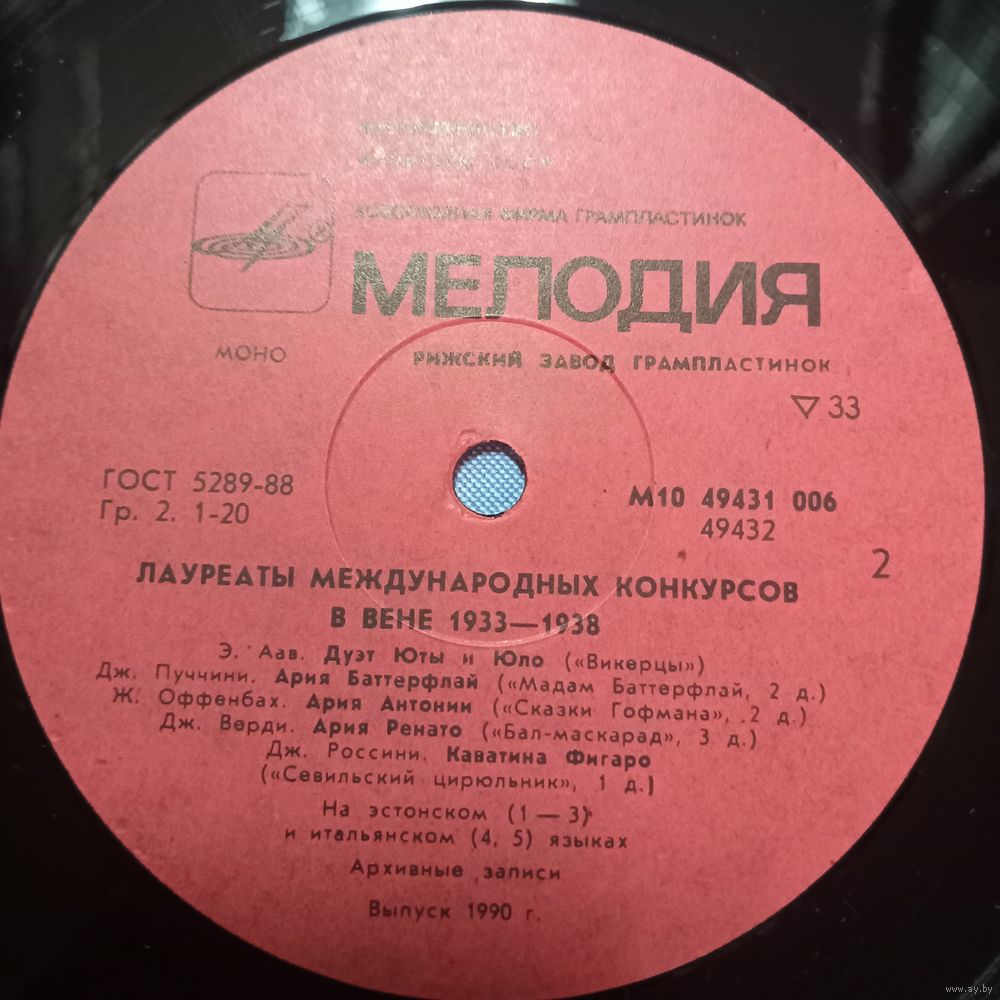 ВСЕСОЮЗНАЯ ФИРМА ГРАМПЛАСТИНОК
®
МЕЛОДИЯ
МОНО
РИЖСКИЙ ЗАВОД ГРАМПЛАСТИНОК
▽ 33
ГОСТ 5289-88
Гр. 2. 1-20
М10 49431 006
49432
2
ЛАУРЕАТЫ МЕЖДУНАРОДНЫХ КОНКУРСОВ
В ВЕНЕ 1933—1938
Э. Аав. Дуэт Юты и Юло («Викерцы»)
Дж. Пуччини. Ария Баттерфлай («Мадам Баттерфлай, 2 д.)
Ж. Оффенбах. Ария Антонии («Сказки Гофмана», 2 д.)
Дж. Верди. Ария Ренато («Бал-маскарад», 3 д.)
Дж. Россини. Каватина Фигаро
(«Севильский цирюльник», 1 д.)
На эстонском (1—3)
и итальянском (4, 5) языках
Архивные записи
Выпуск 1990 г.
www.ay.by